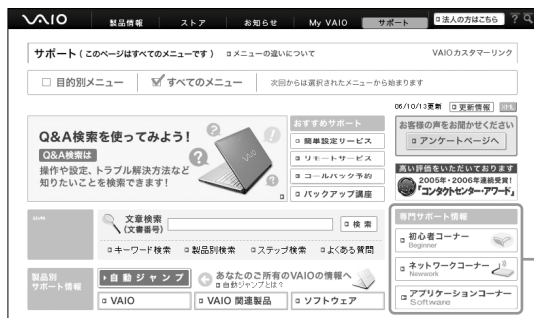 VAIO 製品情報 ストア お知らせ My VAIO サポート 法人の方はこちら ?
サポート ( このページはすべてのメニューです ) メニューの違いについて VAIOカスタマーリンク
目的別メニュー すべてのメニュー 次回からは選択されたメニューから始まります
06/10/13更新 更新情報 XML
Q&A検索を使ってみよう!
Q&A検索は
操作や設定、トラブル解決方法など
知りたいことを検索できます!
おすすめサポート
簡単設定サービス
リモートサービス
コールバック予約
バックアップ講座
お客様の声をお聞かせください
アンケートページへ
高い評価をいただいております
2005年・2006年連続受賞!
「コンタクトセンター・アワード」
文章検索
(文書番号)
検 索
キーワード検索 製品別検索 ステップ検索 よくある質問
専門サポート情報
初心者コーナー
Beginner
ネットワークコーナー
Newwork
アプリケーションコーナー
Software
製品別
サポート情報
自動ジャンプ
あなたのご所有のVAIOの情報へ
自動ジャンプとは?
VAIO VAIO 関連製品 ソフトウェア